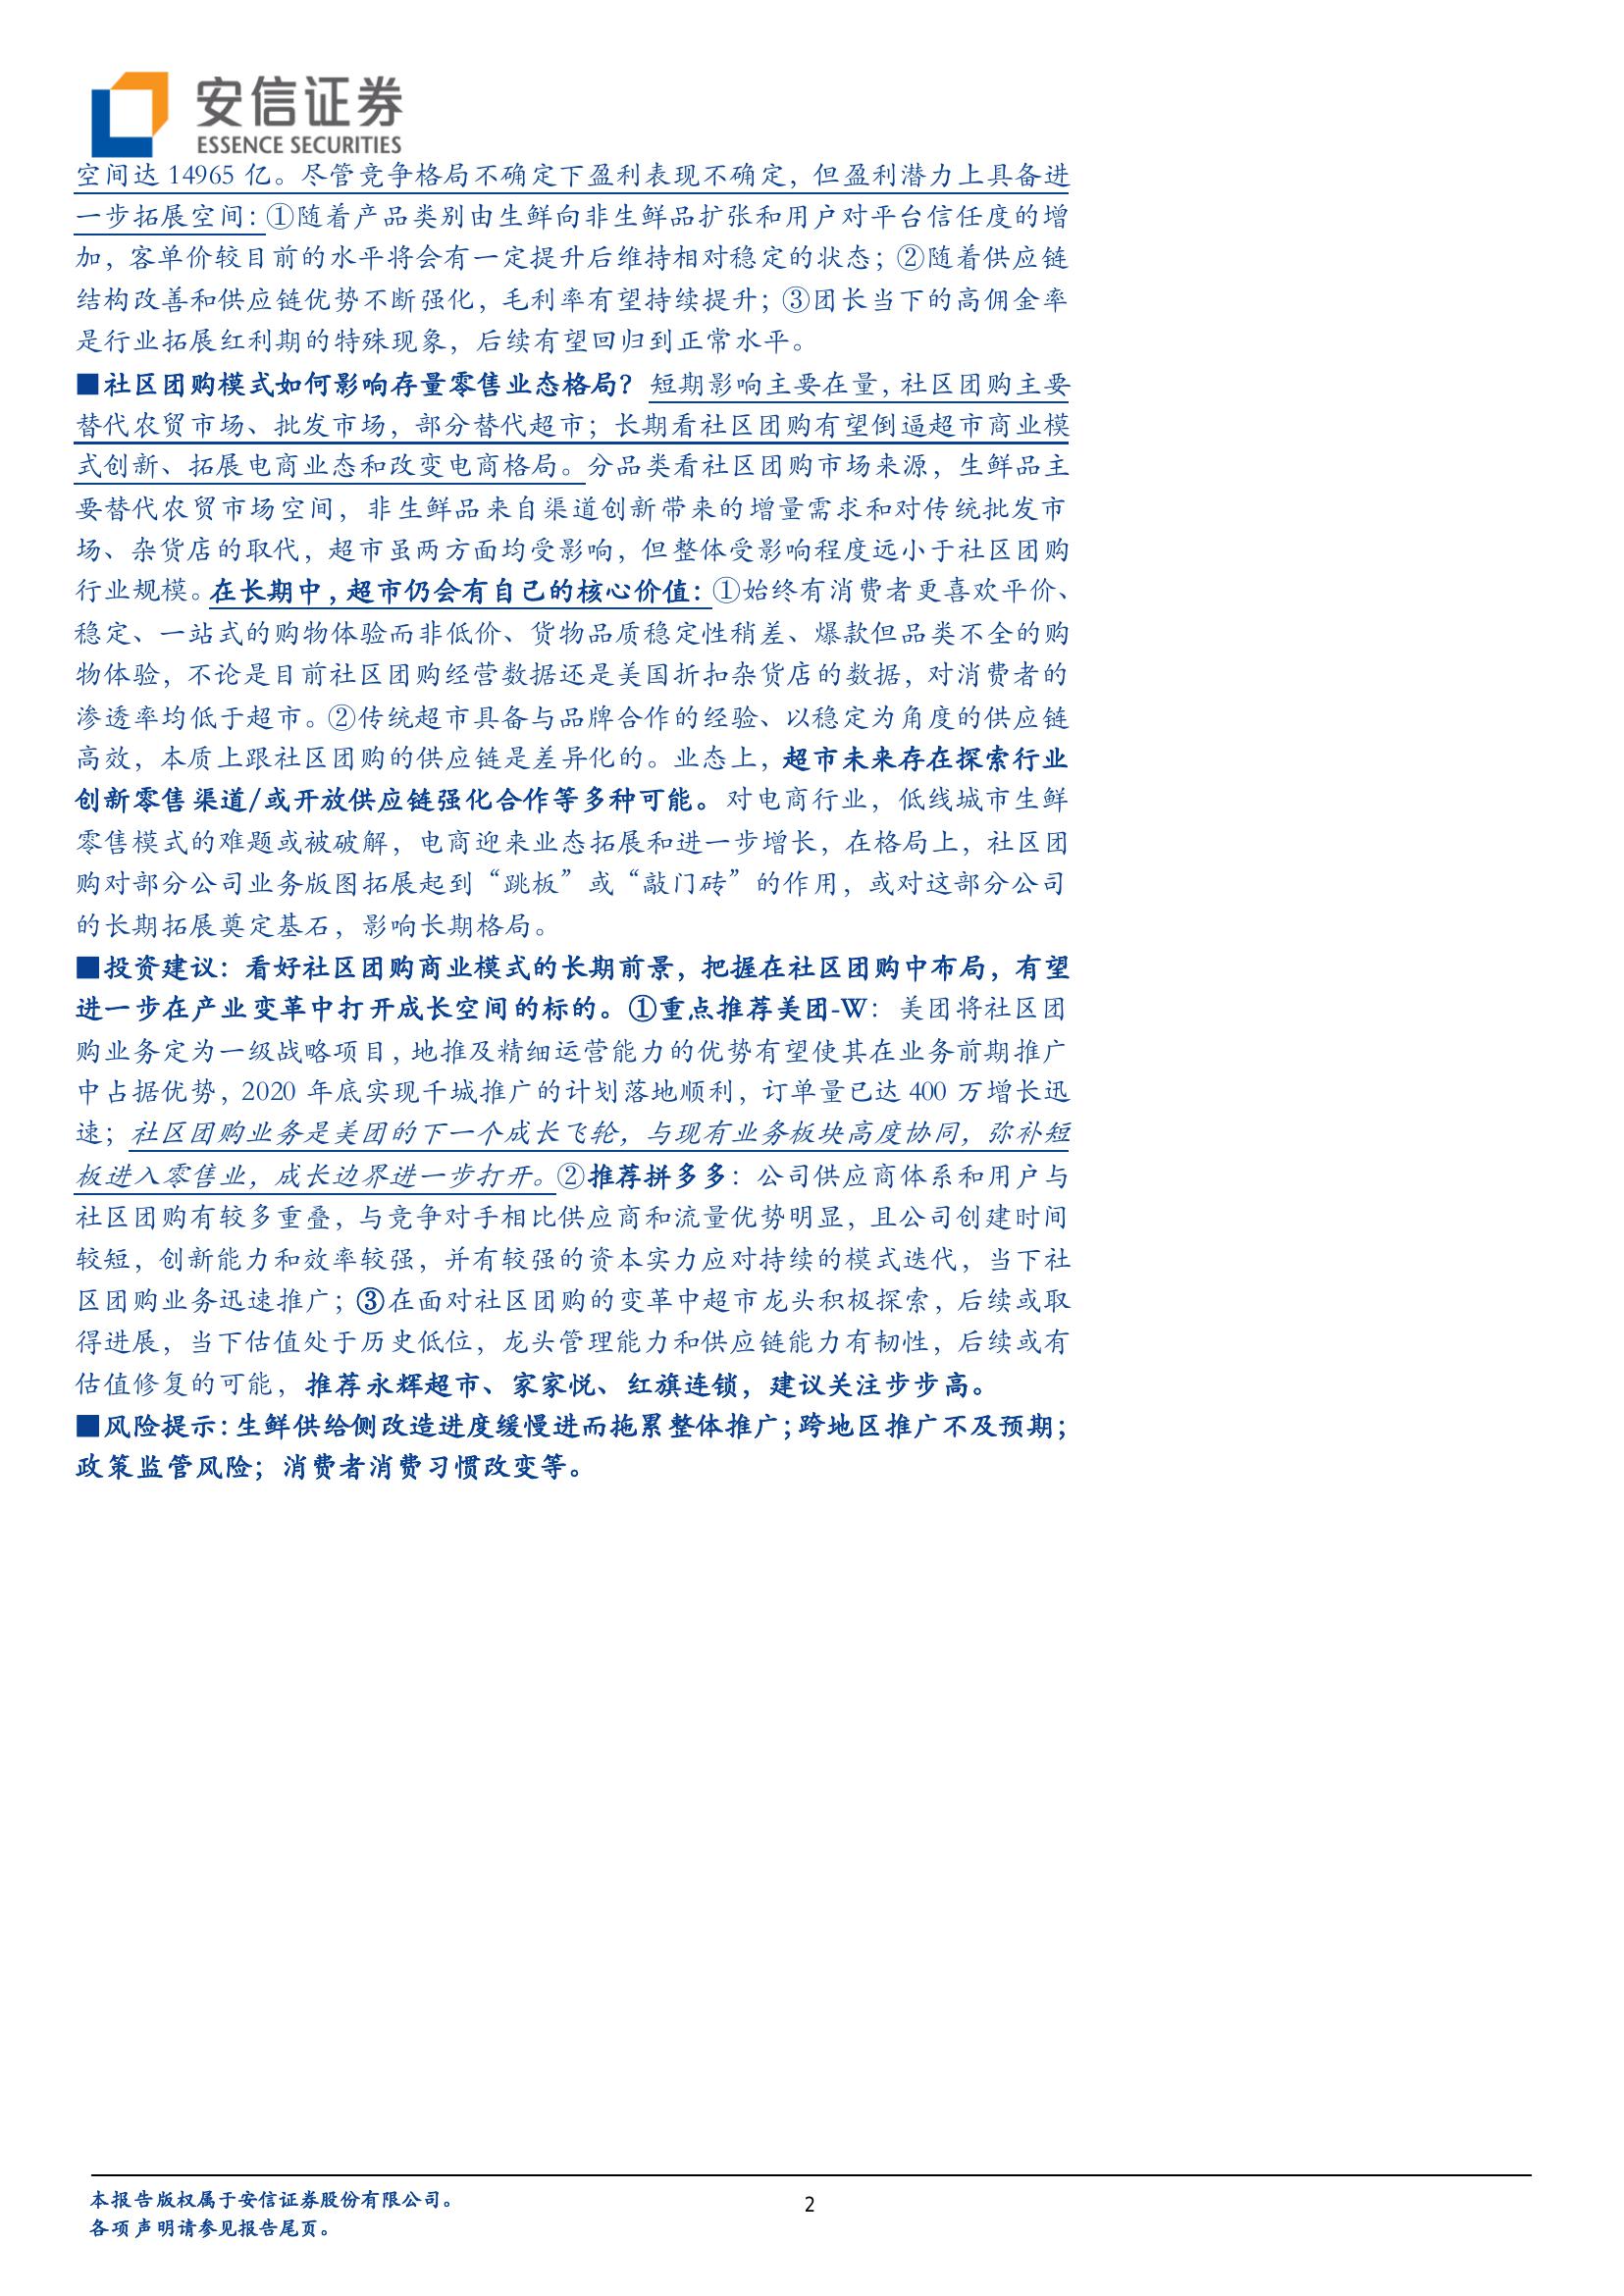 安信证券
ESSENCE SECURITIES
空间达 14965 亿。尽管竞争格局不确定下盈利表现不确定，但盈利潜力上具备进
一步拓展空间：①随着产品类别由生鲜向非生鲜品扩张和用户对平台信任度的增
加，客单价较目前的水平将会有一定提升后维持相对稳定的状态；②随着供应链
结构改善和供应链优势不断强化，毛利率有望持续提升；③团长当下的高佣金率
是行业拓展红利期的特殊现象，后续有望回归到正常水平。
■社区团购模式如何影响存量零售业态格局？短期影响主要在量，社区团购主要
替代农贸市场、批发市场，部分替代超市；长期看社区团购有望倒逼超市商业模
式创新、拓展电商业态和改变电商格局。分品类看社区团购市场来源，生鲜品主
要替代农贸市场空间，非生鲜品来自渠道创新带来的增量需求和对传统批发市
场、杂货店的取代，超市虽两方面均受影响，但整体受影响程度远小于社区团购
行业规模。在长期中，超市仍会有自己的核心价值：①始终有消费者更喜欢平价、
稳定、一站式的购物体验而非低价、货物品质稳定性稍差、爆款但品类不全的购
物体验，不论是目前社区团购经营数据还是美国折扣杂货店的数据，对消费者的
渗透率均低于超市。②传统超市具备与品牌合作的经验、以稳定为角度的供应链
高效，本质上跟社区团购的供应链是差异化的。业态上，超市未来存在探索行业
创新零售渠道/或开放供应链强化合作等多种可能。对电商行业，低线城市生鲜
零售模式的难题或被破解，电商迎来业态拓展和进一步增长，在格局上，社区团
购对部分公司业务版图拓展起到“跳板”或“敲门砖”的作用，或对这部分公司
的长期拓展奠定基石，影响长期格局。
■投资建议：看好社区团购商业模式的长期前景，把握在社区团购中布局，有望
进一步在产业变革中打开成长空间的标的。①重点推荐美团-W：美团将社区团
购业务定为一级战略项目，地推及精细运营能力的优势有望使其在业务前期推广
中占据优势，2020 年底实现千城推广的计划落地顺利，订单量已达 400 万增长迅
速；社区团购业务是美团的下一个成长飞轮，与现有业务板块高度协同，弥补短
板进入零售业，成长边界进一步打开。②推荐拼多多：公司供应商体系和用户与
社区团购有较多重叠，与竞争对手相比供应商和流量优势明显，且公司创建时间
较短，创新能力和效率较强，并有较强的资本实力应对持续的模式迭代，当下社
区团购业务迅速推广；③在面对社区团购的变革中超市龙头积极探索，后续或取
得进展，当下估值处于历史低位，龙头管理能力和供应链能力有韧性，后续或有
估值修复的可能，推荐永辉超市、家家悦、红旗连锁，建议关注步步高。
■风险提示：生鲜供给侧改造进度缓慢进而拖累整体推广；跨地区推广不及预期；
政策监管风险；消费者消费习惯改变等。
本报告版权属于安信证券股份有限公司。
各项声明请参见报告尾页。
2